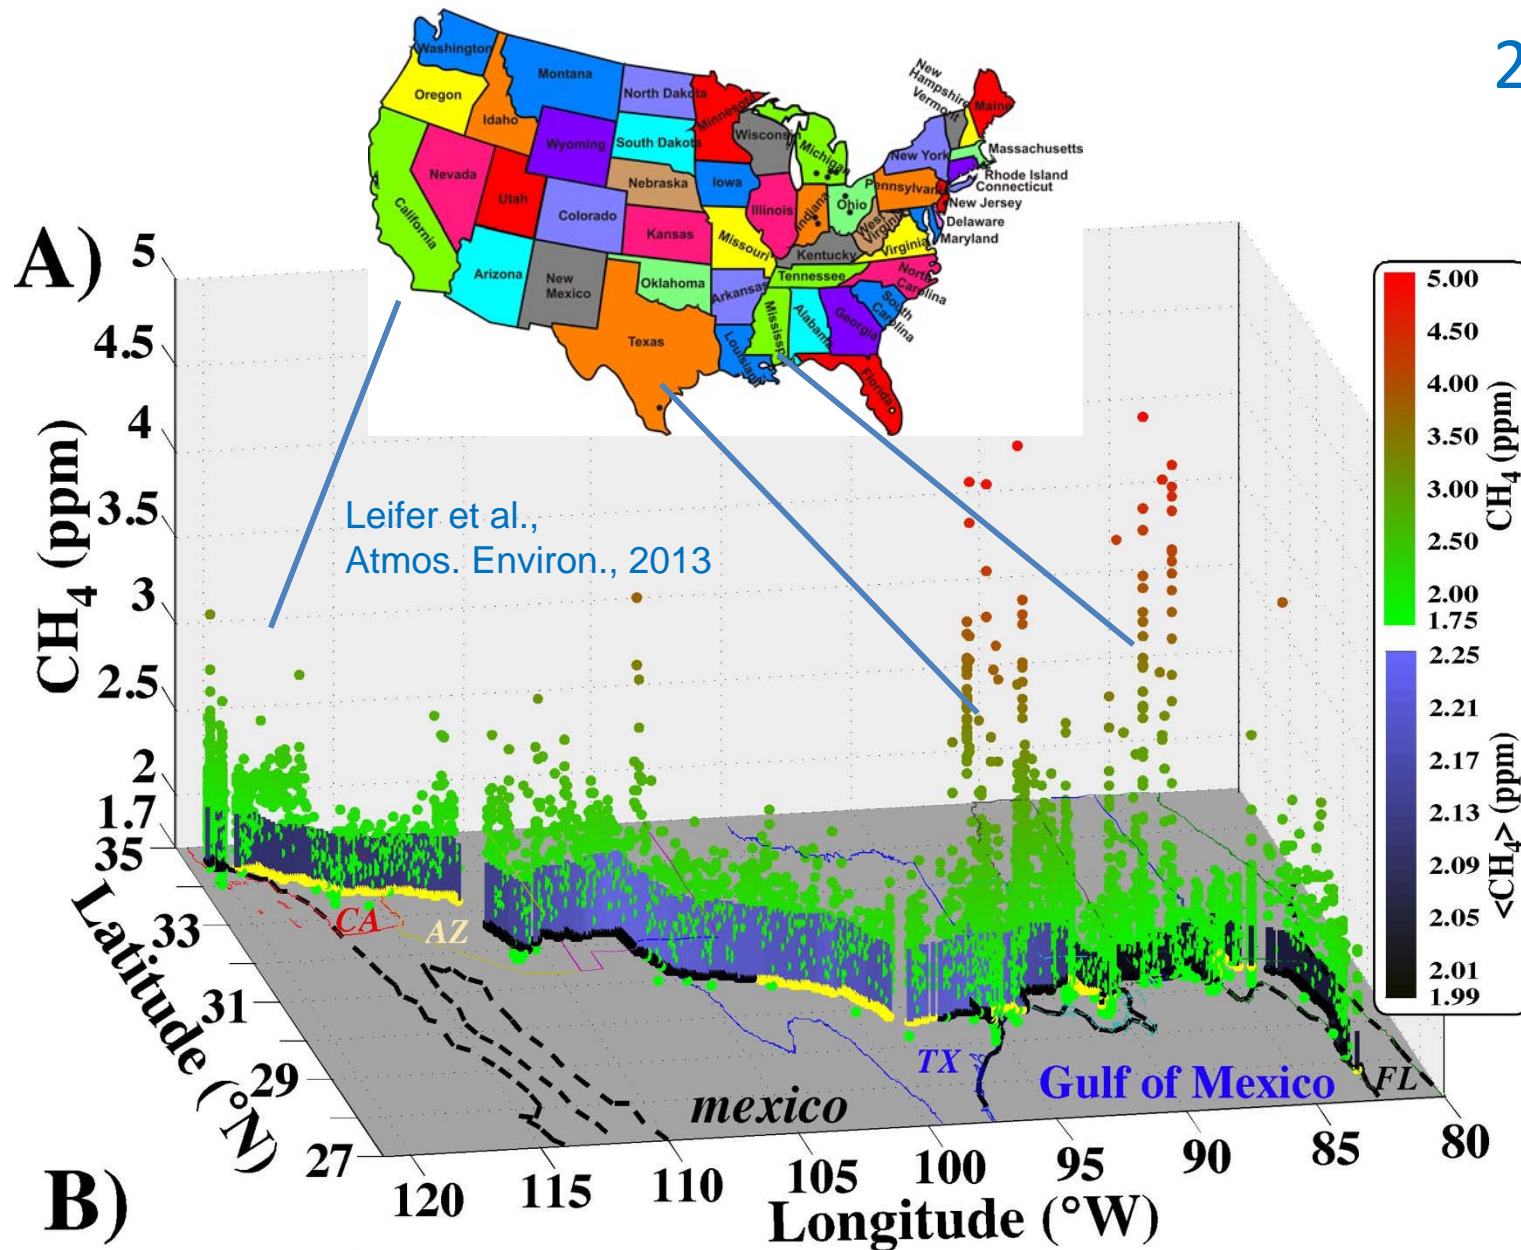 2
Washington
Montana
North Dakota
Minnesota
Oregon
Idaho
Wyoming
South Dakota
Wisconsin
Michigan
New
Hampshire
Vermont
Maine
New York
Massachusetts
Rhode Island
Connecticut
New Jersey
Delaware
Maryland
Nevada
Utah
Colorado
Nebraska
Iowa
Illinois
Indiana
Ohio
Pennsylvani
West
Virginia
Virginia
California
Arizona
New
Mexico
Kansas
Oklahoma
Missouri
Kentucky
Tennessee
North
Carolina
South
Carolina
Arkansas
Texas
Louisiana
Mississi
Alabama
Georgia
Florida
A)
5
4.5
4
3.5
3
2.5
2
1.7
CH4 (ppm)
Leifer et al.,
Atmos. Environ., 2013
5.00
4.50
4.00
3.50
3.00
2.50
2.00
1.75
CH4 (ppm)
2.25
2.21
2.17
2.13
2.09
2.05
2.01
1.99
<CH4> (ppm)
35
33
31
29
27
Latitude (°N)
CA
AZ
TX
mexico
Gulf of Mexico
FL
120
115
110
105
100
95
90
85
80
Longitude (°W)
B)